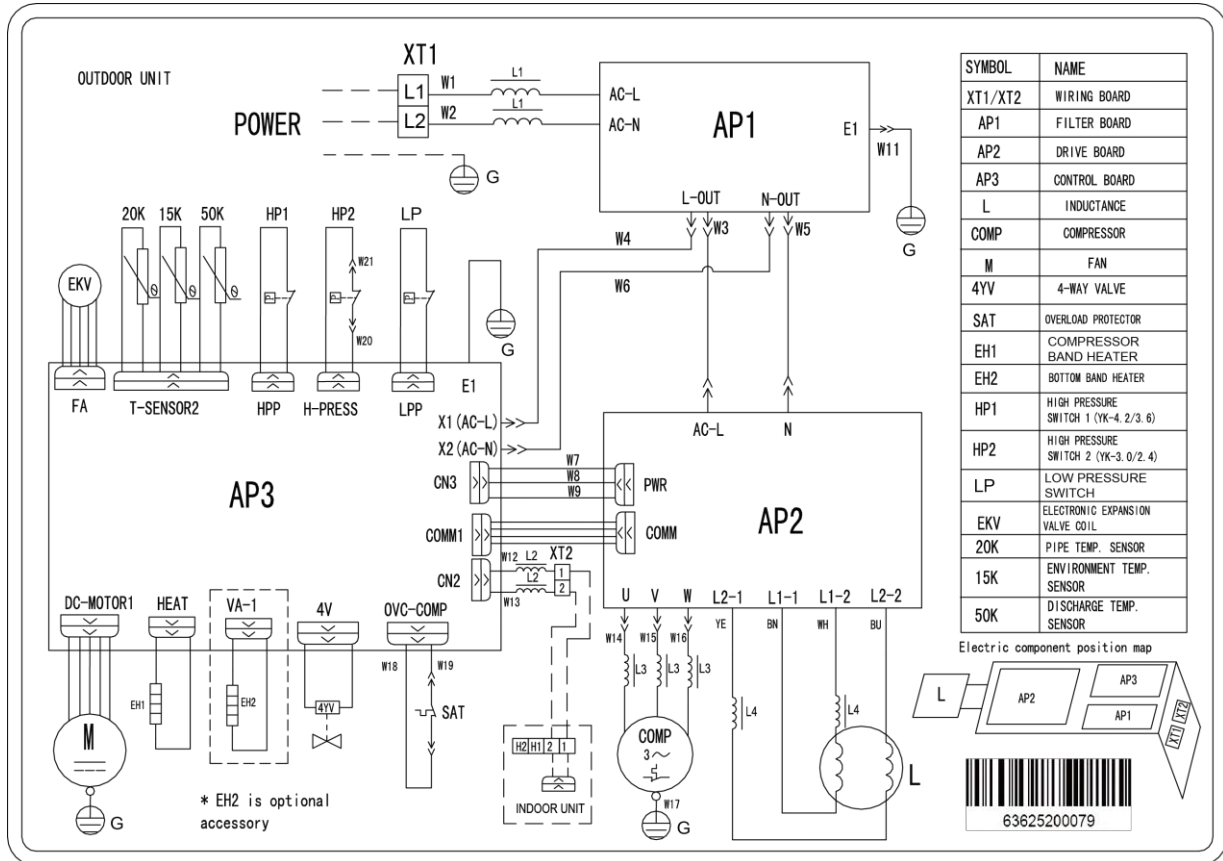 OUTDOOR UNIT
XT1
L1
L2
POWER
W1
W2
L1
L1
G
AC-L
AC-N
AP1
E1
W11
G
L-OUT
N-OUT
W3
W5
W4
W6
20K
15K
50K
HP1
HP2
LP
EKV
θ
θ
θ
P
P
P
W21
W20
G
FA
T-SENSOR2
HPP
H-PRESS
LPP
E1
X1(AC-L)
X2(AC-N)
AP3
CN3
COMM1
CN2
W7
W8
W9
PWR
COMM
AC-L
N
AP2
W12
L2
XT2
1
L2
2
W13
DC-MOTOR1
HEAT
VA-1
4V
OVC-COMP
W18
W19
EH1
EH2
4YV
SAT
M
G
* EH2 is optional
accessory
H2
H1
2
1
INDOOR UNIT
U
V
W
L2-1
L1-1
L1-2
L2-2
YE
BN
WH
BU
W14
W15
W16
L3
L3
L3
L4
L4
COMP
3~
W17
G
L
SYMBOL NAME
XT1/XT2 WIRING BOARD
AP1 FILTER BOARD
AP2 DRIVE BOARD
AP3 CONTROL BOARD
L INDUCTANCE
COMP COMPRESSOR
M FAN
4YV 4-WAY VALVE
SAT OVERLOAD PROTECTOR
EH1 COMPRESSOR
BAND HEATER
EH2 BOTTOM BAND HEATER
HP1 HIGH PRESSURE
SWITCH 1 (YK-4.2/3.6)
HP2 HIGH PRESSURE
SWITCH 2 (YK-3.0/2.4)
LP LOW PRESSURE
SWITCH
EKV ELECTRONIC EXPANSION
VALVE COIL
20K PIPE TEMP. SENSOR
15K ENVIRONMENT TEMP.
SENSOR
50K DISCHARGE TEMP.
SENSOR
Electric component position map
L
AP2
AP3
AP1
XT1
XT2
63625200079